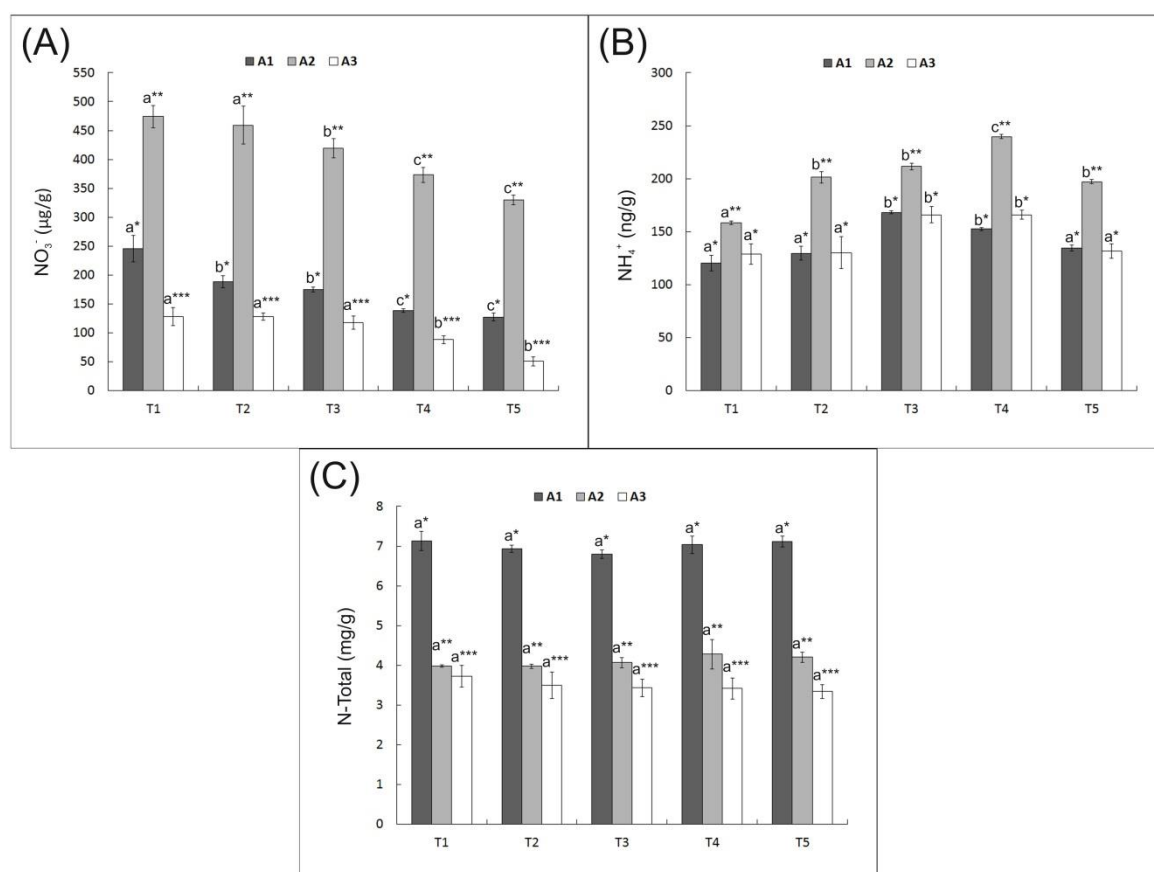 (A)
A1 A2 A3
NO₃⁻ (µg/g)
550
500
450
400
350
300
250
200
150
100
50
0
a* a** a***
b* a** a***
b* b** a***
c* c** b***
c* c** b***
T1 T2 T3 T4 T5
(B)
A1 A2 A3
NH₄⁺ (ng/g)
300
250
200
150
100
50
0
a* a** a*
a* b** a*
b* b** b*
b* c** b*
a* b** a*
T1 T2 T3 T4 T5
(C)
A1 A2 A3
N-Total (mg/g)
8
7
6
5
4
3
2
1
0
a* a** a***
a* a** a***
a* a** a***
a* a** a***
a* a** a***
T1 T2 T3 T4 T5